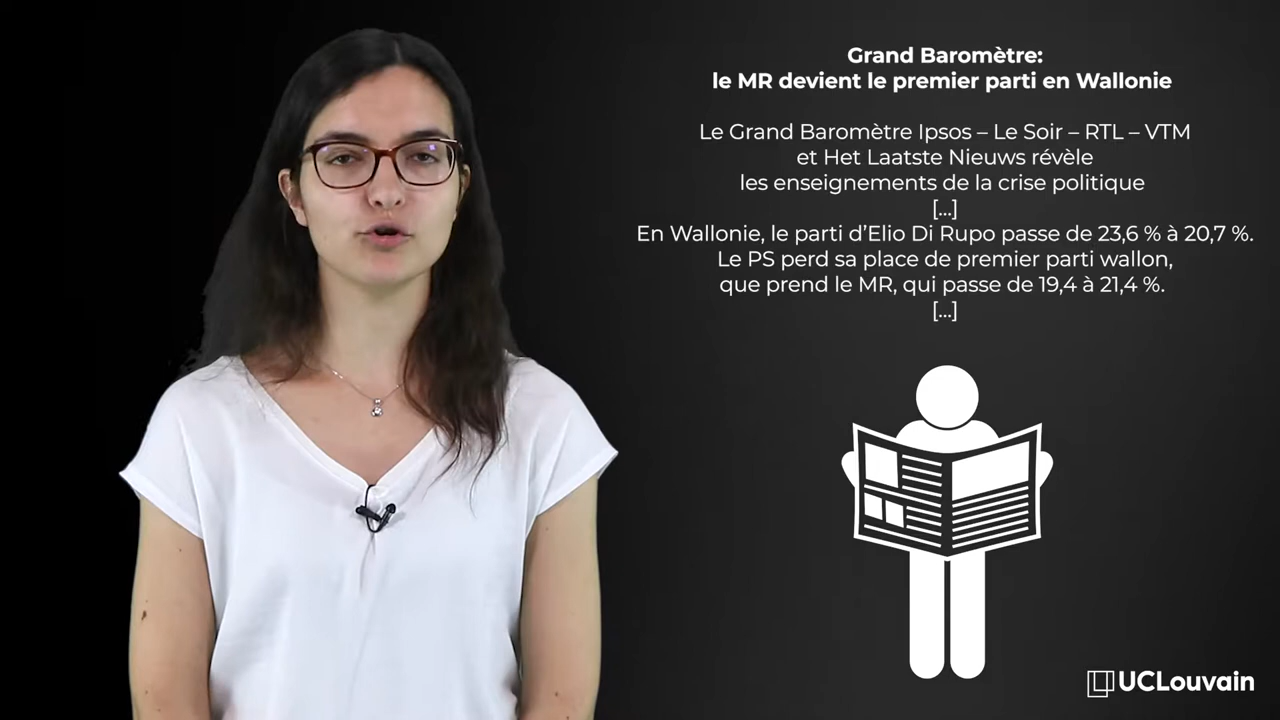 Grand Baromètre:
le MR devient le premier parti en Wallonie
Le Grand Baromètre Ipsos – Le Soir – RTL – VTM
et Het Laatste Nieuws révèle
les enseignements de la crise politique
[...]
En Wallonie, le parti d’Elio Di Rupo passe de 23,6 % à 20,7 %.
Le PS perd sa place de premier parti wallon,
que prend le MR, qui passe de 19,4 à 21,4 %.
[...]
UCLouvain